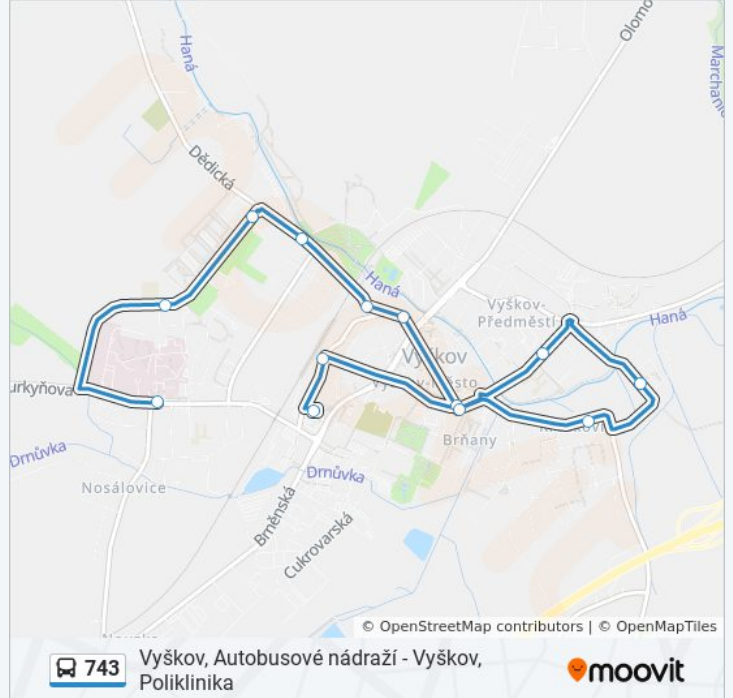 Olomo
Haná
Marchanic
Dědická
Haná
Vyškov-
Předměstí
Haná
Vyškov
Brňany
urkyňova
Drnůvka
Drnůvka
Nosálovice
Brněnská
Cukrovarská
© OpenStreetMap contributors | © OpenMapTiles
743
Vyškov, Autobusové nádraží - Vyškov,
Poliklinika
moovit